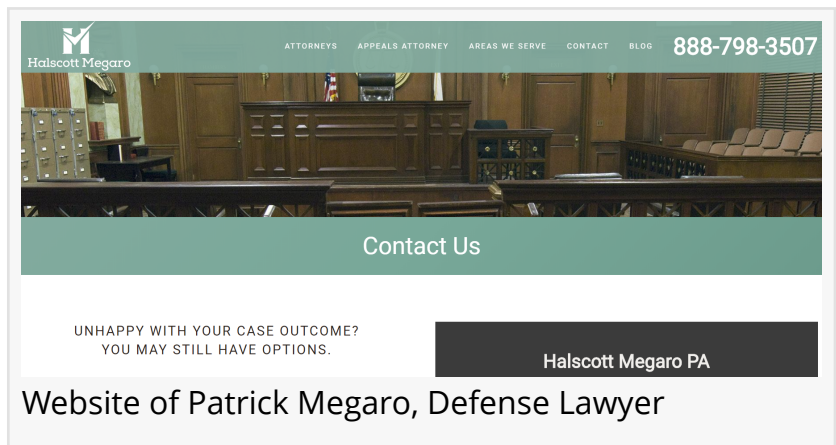 Halscott Megaro
ATTORNEYS APPEALS ATTORNEY AREAS WE SERVE CONTACT BLOG 888-798-3507
Contact Us
UNHAPPY WITH YOUR CASE OUTCOME?
YOU MAY STILL HAVE OPTIONS.
Halscott Megaro PA
Website of Patrick Megaro, Defense Lawyer